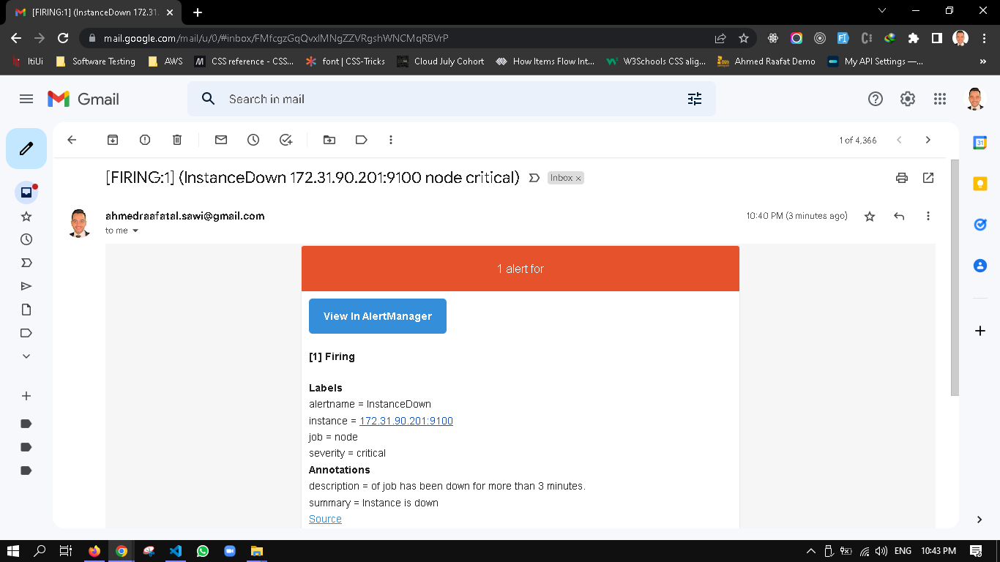 [FIRING:1] (InstanceDown 172.31.
mail.google.com/mail/u/0/#inbox/FMfcgzGqQvxlMNgZZVRqshWNCMqRBVrP
ItiUi Software Testing AWS CSS reference - CSS... font | CSS-Tricks Cloud July Cohort How Items Flow Int... W3Schools CSS alig... Ahmed Raafat Demo My API Settings —... »
Gmail Search in mail
1 of 4,366
[FIRING:1] (InstanceDown 172.31.90.201:9100 node critical) Inbox ×
ahmedraafatal.sawi@gmail.com 10:40 PM (3 minutes ago)
to me
1 alert for
View In AlertManager
[1] Firing
Labels
alertname = InstanceDown
instance = 172.31.90.201:9100
job = node
severity = critical
Annotations
description = of job has been down for more than 3 minutes.
summary = Instance is down
Source
31
ENG 10:43 PM